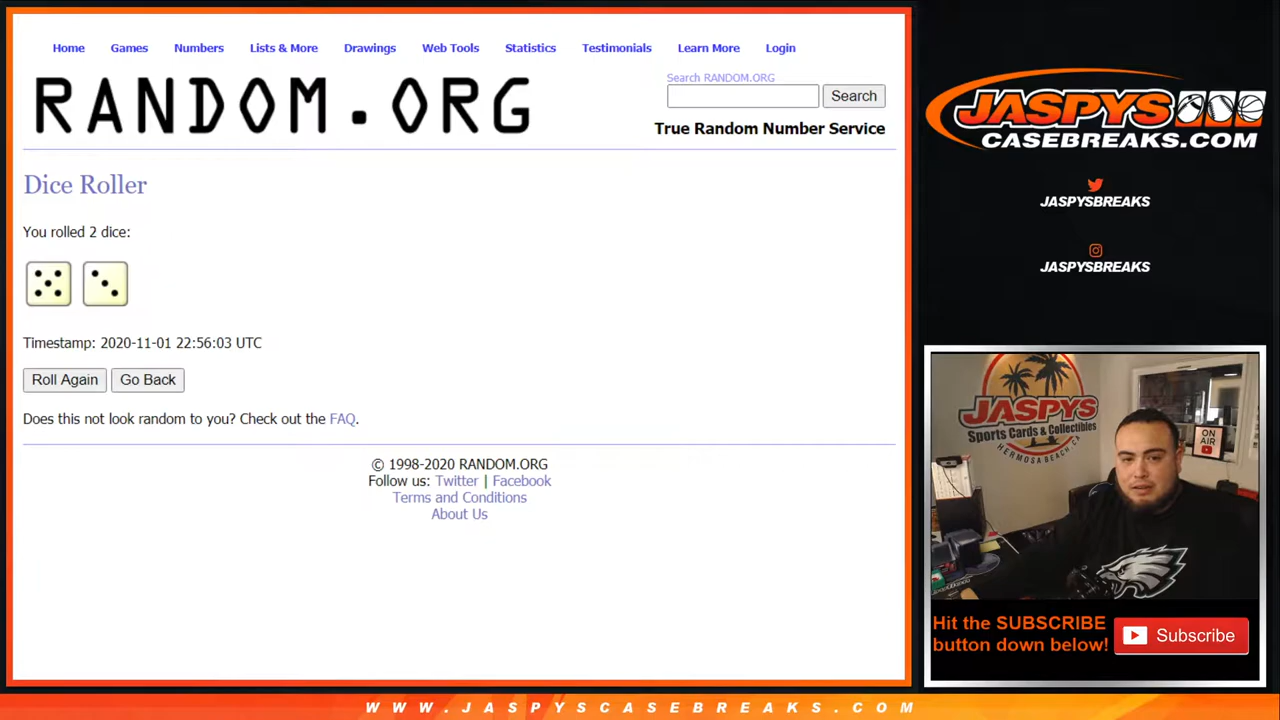 Home Games Numbers Lists & More Drawings Web Tools Statistics Testimonials Learn More Login
RANDOM.ORG
Search RANDOM.ORG
Search
True Random Number Service
Dice Roller
You rolled 2 dice:
Timestamp: 2020-11-01 22:56:03 UTC
Roll Again Go Back
Does this not look random to you? Check out the FAQ.
© 1998-2020 RANDOM.ORG
Follow us: Twitter | Facebook
Terms and Conditions
About Us
JASPYS
CASEBREAKS.COM
JASPYSBREAKS
JASPYSBREAKS
JASPYS
Sports Cards & Collectibles
HERMOSA BEACH, CA
ON AIR
Hit the SUBSCRIBE
button down below!
Subscribe
WWW.JASPYSCASEBREAKS.COM